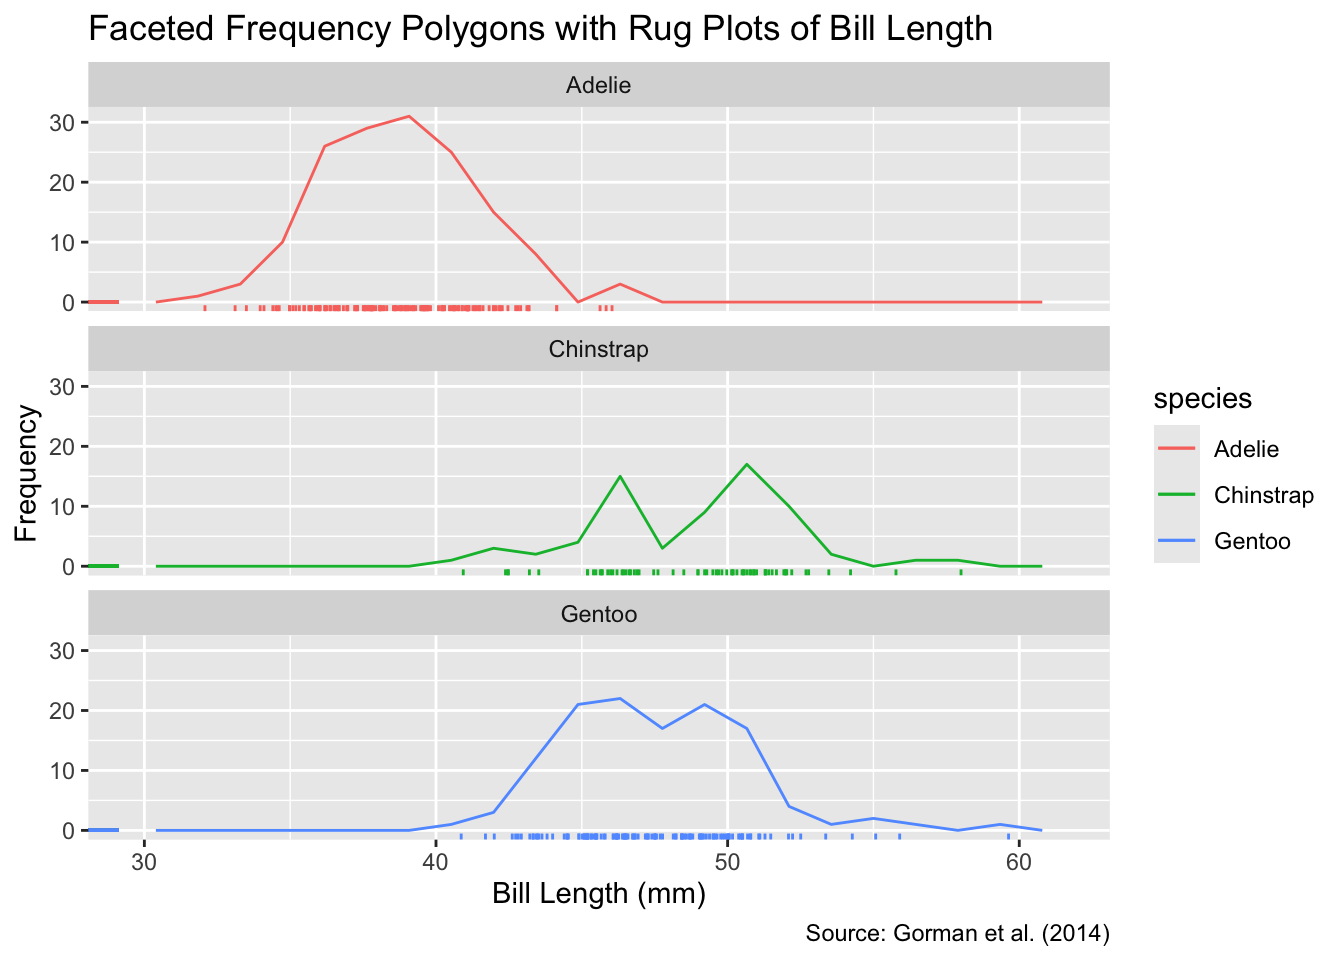 Faceted Frequency Polygons with Rug Plots of Bill Length
Adelie
30
20
10
0
Chinstrap
30
20
10
0
Gentoo
30
20
10
0
30 40 50 60
Bill Length (mm)
Frequency
species
Adelie
Chinstrap
Gentoo
Source: Gorman et al. (2014)